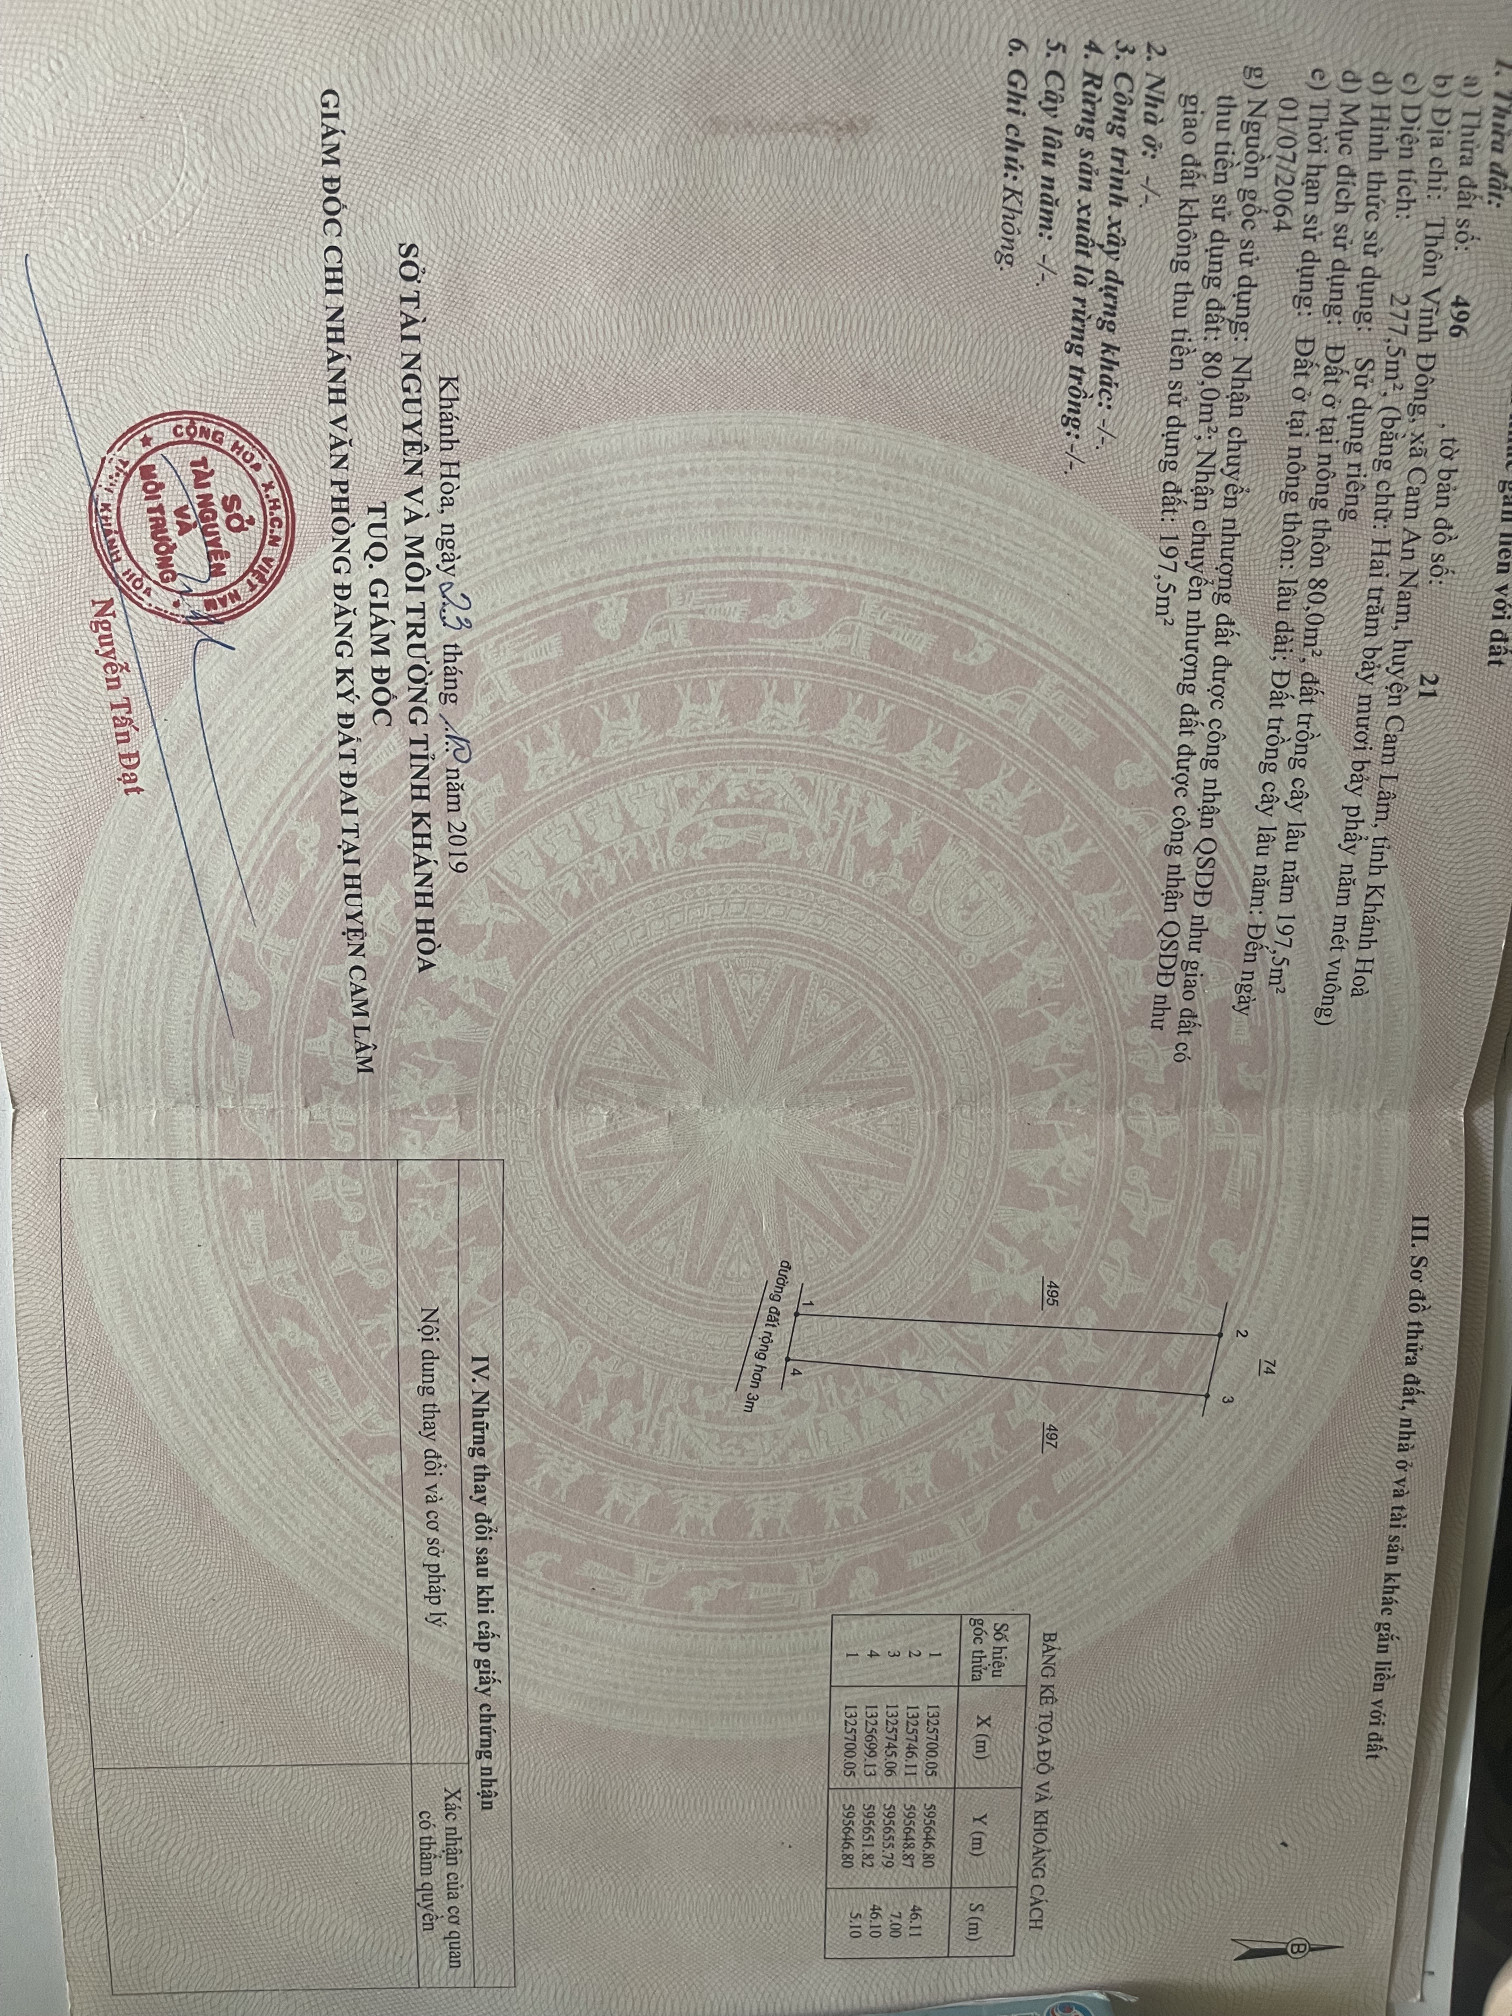 gắn liền với đất
1. Thửa đất:
a) Thửa đất số: 496 , tờ bản đồ số: 21
b) Địa chỉ: Thôn Vĩnh Đông, xã Cam An Nam, huyện Cam Lâm, tỉnh Khánh Hoà
c) Diện tích: 277,5m², (bằng chữ: Hai trăm bảy mươi bảy phẩy năm mét vuông)
d) Hình thức sử dụng: Sử dụng riêng
đ) Mục đích sử dụng: Đất ở tại nông thôn 80,0m², đất trồng cây lâu năm 197,5m²
e) Thời hạn sử dụng: Đất ở tại nông thôn: lâu dài; Đất trồng cây lâu năm: Đến ngày
01/07/2064
g) Nguồn gốc sử dụng: Nhận chuyển nhượng đất được công nhận QSDĐ như giao đất có
thu tiền sử dụng đất: 80,0m²; Nhận chuyển nhượng đất được công nhận QSDĐ như
giao đất không thu tiền sử dụng đất: 197,5m²
2. Nhà ở: -/-.
3. Công trình xây dựng khác: -/-.
4. Rừng sản xuất là rừng trồng: -/-.
5. Cây lâu năm: -/-.
6. Ghi chú: Không.
Khánh Hòa, ngày 23 tháng 10 năm 2019
SỞ TÀI NGUYÊN VÀ MÔI TRƯỜNG TỈNH KHÁNH HÒA
TUQ. GIÁM ĐỐC
GIÁM ĐỐC CHI NHÁNH VĂN PHÒNG ĐĂNG KÝ ĐẤT ĐAI TẠI HUYỆN CAM LÂM
CỘNG HÒA X.H.C.N VIỆT NAM
SỞ
TÀI NGUYÊN
VÀ
MÔI TRƯỜNG
TỈNH KHÁNH HÒA
Nguyễn Tấn Đạt
III. Sơ đồ thửa đất, nhà ở và tài sản khác gắn liền với đất
B
74
2
3
495
497
1
4
đường đất rộng hơn 3m
BẢNG KÊ TỌA ĐỘ VÀ KHOẢNG CÁCH
Số hiệu góc thửa X (m) Y (m) S (m)
1 1325700.05 595646.80
46.11
2 1325746.11 595648.87
7.00
3 1325745.06 595655.79
46.10
4 1325699.13 595651.82
5.10
1 1325700.05 595646.80
IV. Những thay đổi sau khi cấp giấy chứng nhận
Nội dung thay đổi và cơ sở pháp lý
Xác nhận của cơ quan
có thẩm quyền